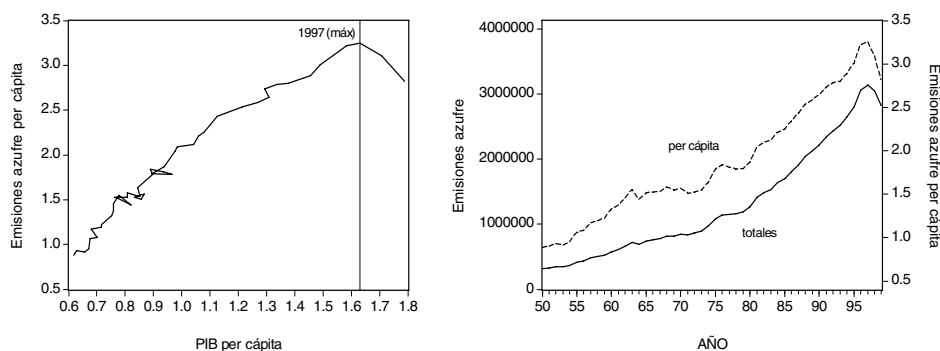 Emisiones azufre per cápita
3.5
3.0
2.5
2.0
1.5
1.0
0.5
1997 (máx)
0.6 0.7 0.8 0.9 1.0 1.1 1.2 1.3 1.4 1.5 1.6 1.7 1.8
PIB per cápita
Emisiones azufre
4000000
3000000
2000000
1000000
0
per cápita
totales
3.5
3.0
2.5
2.0
1.5
1.0
0.5
Emisiones azufre per cápita
50 55 60 65 70 75 80 85 90 95
AÑO